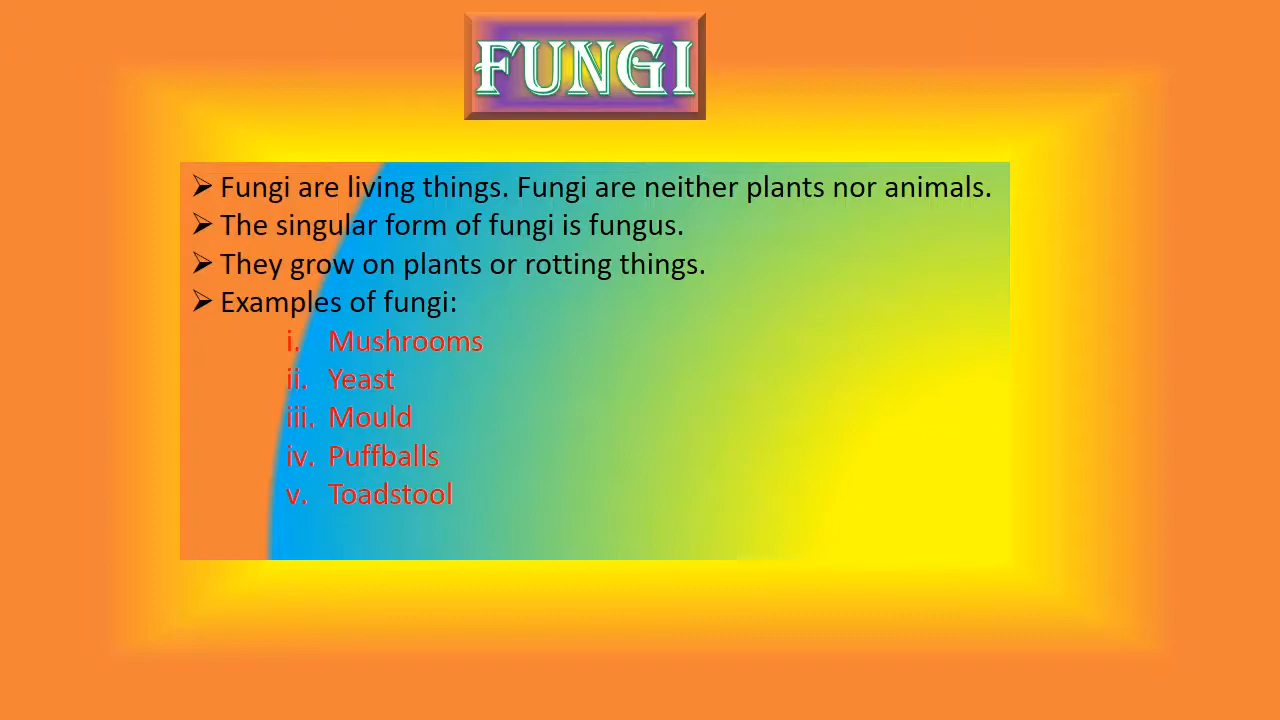 FUNGI
➢ Fungi are living things. Fungi are neither plants nor animals.
➢ The singular form of fungi is fungus.
➢ They grow on plants or rotting things.
➢ Examples of fungi:
i. Mushrooms
ii. Yeast
iii. Mould
iv. Puffballs
v. Toadstool